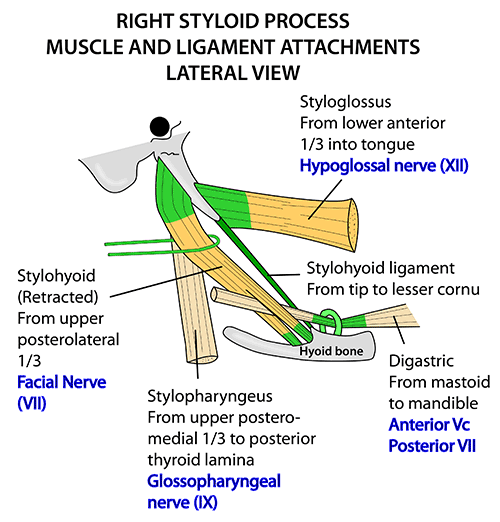 RIGHT STYLOID PROCESS
MUSCLE AND LIGAMENT ATTACHMENTS
LATERAL VIEW
Styloglossus
From lower anterior
1/3 into tongue
Hypoglossal nerve (XII)
Stylohyoid ligament
From tip to lesser cornu
Stylohyoid
(Retracted)
From upper
posterolateral
1/3
Facial Nerve
(VII)
Hyoid bone
Digastric
From mastoid
to mandible
Anterior Vc
Posterior VII
Stylopharyngeus
From upper postero-
medial 1/3 to posterior
thyroid lamina
Glossopharyngeal
nerve (IX)